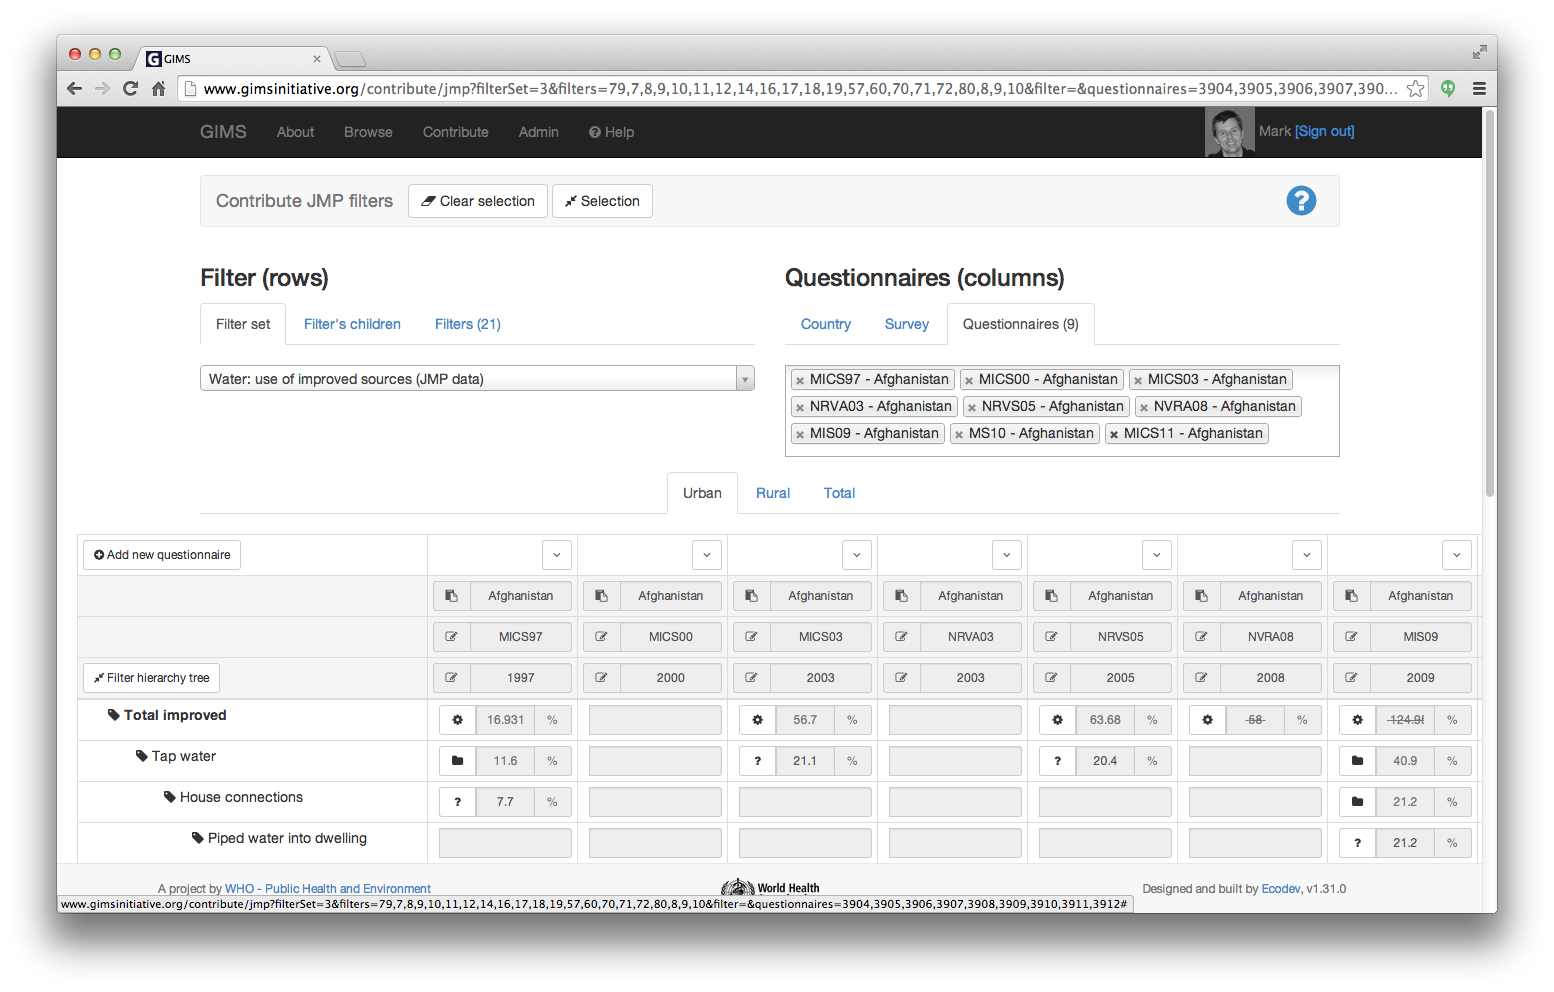 GIMS
www.gimsinitiative.org/contribute/jmp?filterSet=3&filters=79,7,8,9,10,11,12,14,16,17,18,19,57,60,70,71,72,80,8,9,10&filter=&questionnaires=3904,3905,3906,3907,390...
GIMS About Browse Contribute Admin Help Mark [Sign out]
Contribute JMP filters Clear selection Selection
Filter (rows) Questionnaires (columns)
Filter set Filter's children Filters (21) Country Survey Questionnaires (9)
Water: use of improved sources (JMP data)
MICS97 - Afghanistan MICS00 - Afghanistan MICS03 - Afghanistan
NRVA03 - Afghanistan NRVS05 - Afghanistan NVRA08 - Afghanistan
MIS09 - Afghanistan MS10 - Afghanistan MICS11 - Afghanistan
Urban Rural Total
Add new questionnaire
Afghanistan Afghanistan Afghanistan Afghanistan Afghanistan Afghanistan Afghanistan
MICS97 MICS00 MICS03 NRVA03 NRVS05 NVRA08 MIS09
Filter hierarchy tree 1997 2000 2003 2003 2005 2008 2009
Total improved 16.931 % 56.7 % 63.68 % 58 % %
Tap water 11.6 % ? 21.1 % ? 20.4 % 40.9 %
House connections ? 7.7 % 21.2 %
Piped water into dwelling ? 21.2 %
A project by WHO - Public Health and Environment World Health Designed and built by Ecodev, v1.31.0
www.gimsinitiative.org/contribute/jmp?filterSet=3&filters=79,7,8,9,10,11,12,14,16,17,18,19,57,60,70,71,72,80,8,9,10&filter=&questionnaires=3904,3905,3906,3907,3908,3909,3910,3911,3912#